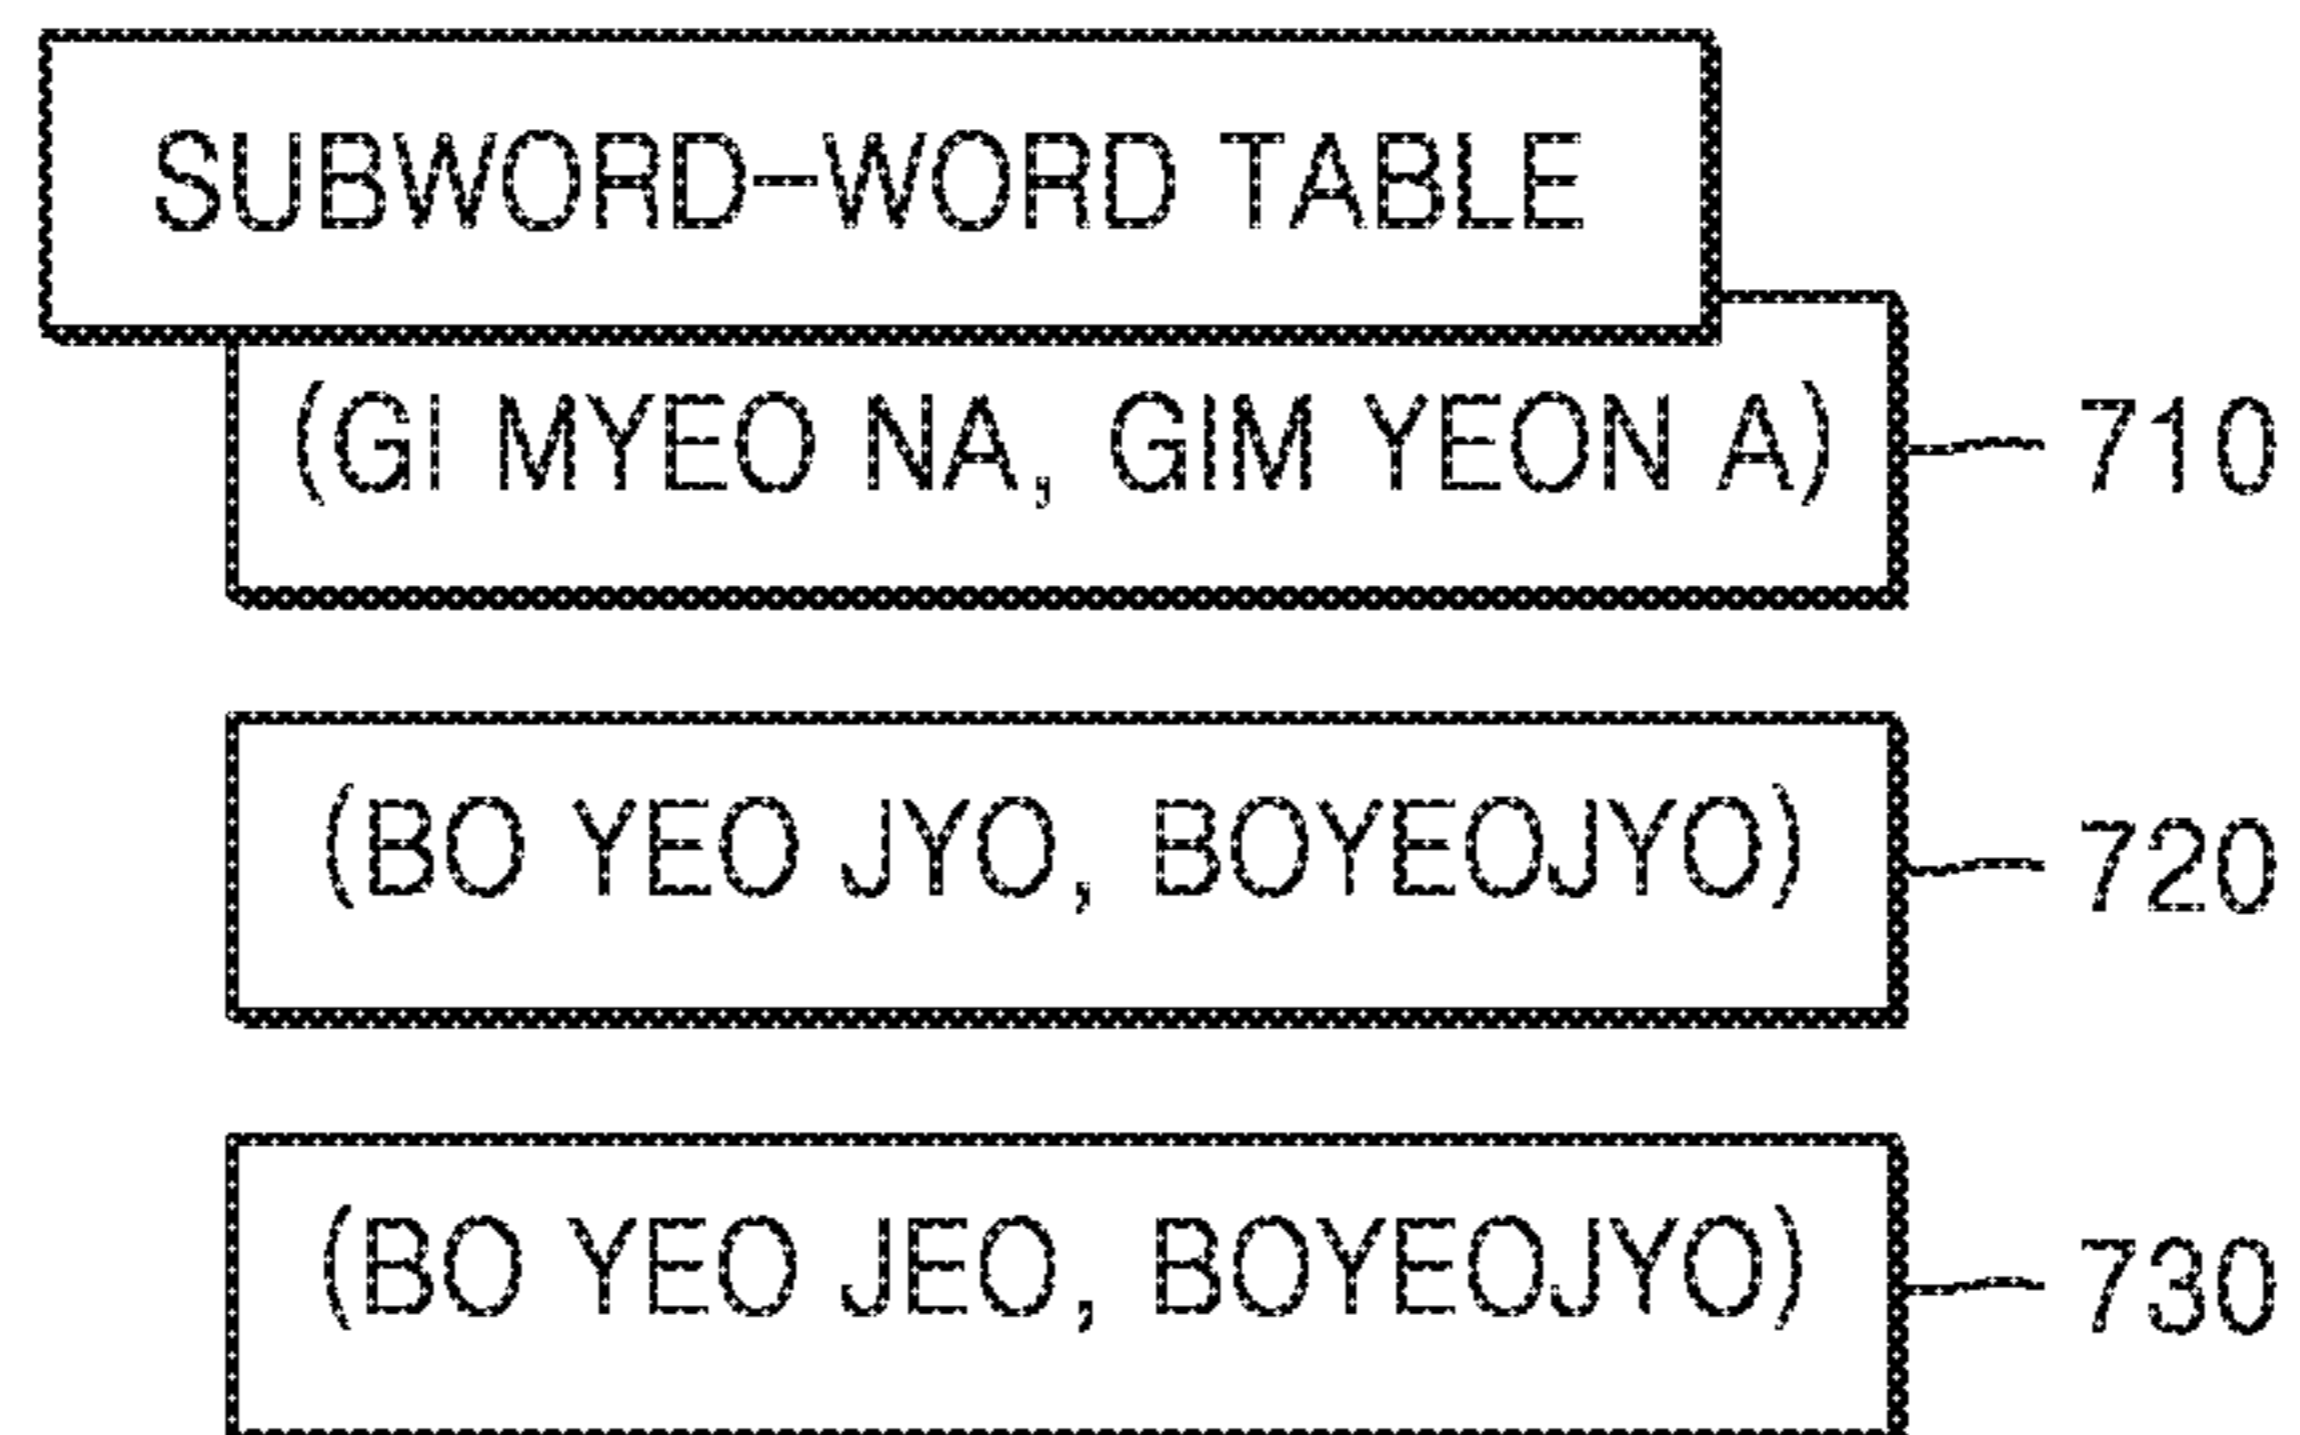 SUBWORD-WORD TABLE
(GI MYEO NA, GIM YEON A) 710
(BO YEO JYO, BOYEOJYO) 720
(BO YEO JEO, BOYEOJYO) 730